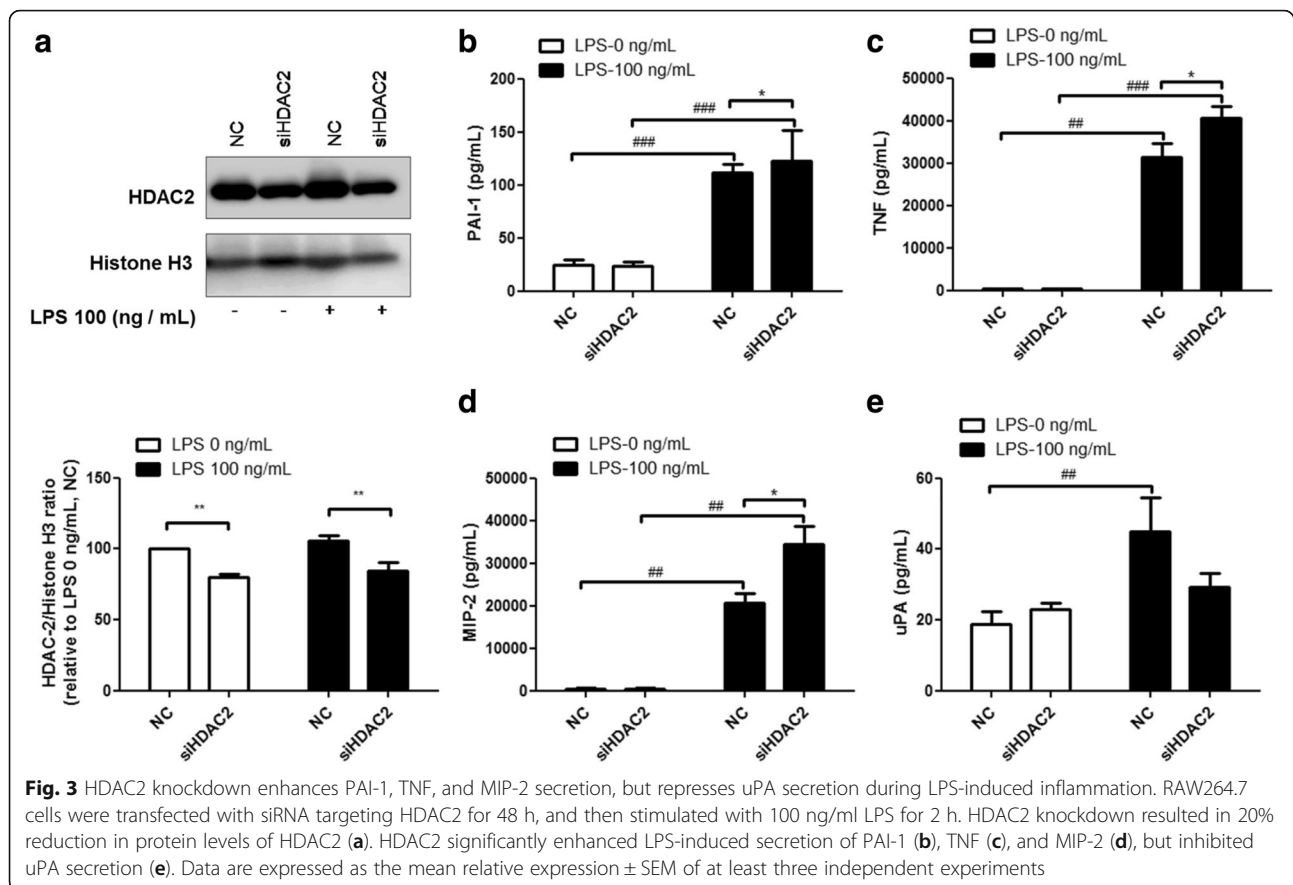 a
NC
siHDAC2
NC
siHDAC2
HDAC2
Histone H3
LPS 100 (ng / mL)
- - + +
LPS 0 ng/mL
LPS 100 ng/mL
HDAC-2/Histone H3 ratio
(relative to LPS 0 ng/mL, NC)
150
100
50
0
**
**
NC
siHDAC2
NC
siHDAC2
b
LPS-0 ng/mL
LPS-100 ng/mL
PAI-1 (pg/mL)
200
150
100
50
0
*
###
###
NC
siHDAC2
NC
siHDAC2
c
LPS-0 ng/mL
LPS-100 ng/mL
TNF
(pg/mL)
50000
40000
30000
20000
10000
0
*
###
##
NC
siHDAC2
NC
siHDAC2
d
LPS-0 ng/mL
LPS-100 ng/mL
MIP-2 (pg/mL)
50000
40000
30000
20000
10000
0
*
##
##
NC
siHDAC2
NC
siHDAC2
e
LPS-0 ng/mL
LPS-100 ng/mL
uPA
(pg/mL)
60
40
20
0
##
NC
siHDAC2
NC
siHDAC2
Fig. 3 HDAC2 knockdown enhances PAI-1, TNF, and MIP-2 secretion, but represses uPA secretion during LPS-induced inflammation. RAW264.7
cells were transfected with siRNA targeting HDAC2 for 48 h, and then stimulated with 100 ng/ml LPS for 2 h. HDAC2 knockdown resulted in 20%
reduction in protein levels of HDAC2 (a). HDAC2 significantly enhanced LPS-induced secretion of PAI-1 (b), TNF (c), and MIP-2 (d), but inhibited
uPA secretion (e). Data are expressed as the mean relative expression ± SEM of at least three independent experiments